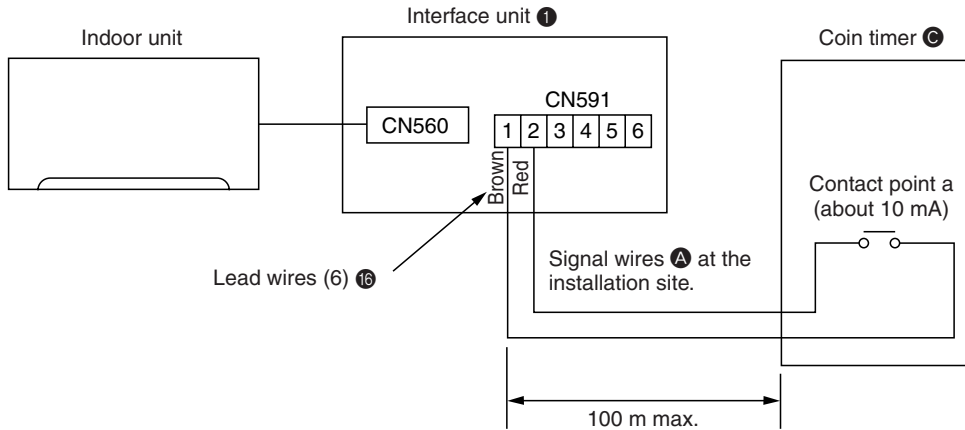 Interface unit ❶
Indoor unit
Coin timer 🅒
CN591
CN560
1 2 3 4 5 6
Brown
Red
Contact point a
(about 10 mA)
Signal wires 🅐 at the
installation site.
Lead wires (6) ⓰
100 m max.